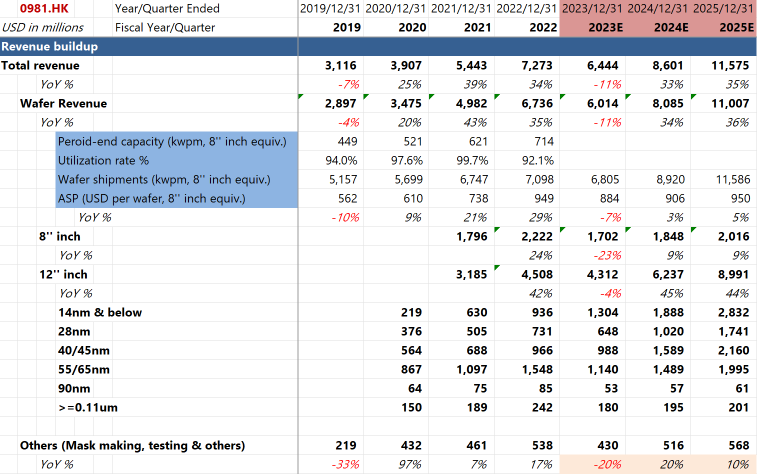 0981.HK Year/Quarter Ended 2019/12/31 2020/12/31 2021/12/31 2022/12/31 2023/12/31 2024/12/31 2025/12/31
USD in millions Fiscal Year/Quarter 2019 2020 2021 2022 2023E 2024E 2025E
Revenue buildup
Total revenue 3,116 3,907 5,443 7,273 6,444 8,601 11,575
YoY % -7% 25% 39% 34% -11% 33% 35%
Wafer Revenue 2,897 3,475 4,982 6,736 6,014 8,085 11,007
YoY % -4% 20% 43% 35% -11% 34% 36%
Peroid-end capacity (kwpm, 8'' inch equiv.) 449 521 621 714
Utilization rate % 94.0% 97.6% 99.7% 92.1%
Wafer shipments (kwpm, 8'' inch equiv.) 5,157 5,699 6,747 7,098 6,805 8,920 11,586
ASP (USD per wafer, 8'' inch equiv.) 562 610 738 949 884 906 950
YoY % -10% 9% 21% 29% -7% 3% 5%
8'' inch 1,796 2,222 1,702 1,848 2,016
YoY % 24% -23% 9% 9%
12'' inch 3,185 4,508 4,312 6,237 8,991
YoY % 42% -4% 45% 44%
14nm & below 219 630 936 1,304 1,888 2,832
28nm 376 505 731 648 1,020 1,741
40/45nm 564 688 966 988 1,589 2,160
55/65nm 867 1,097 1,548 1,140 1,489 1,995
90nm 64 75 85 53 57 61
>=0.11um 150 189 242 180 195 201
Others (Mask making, testing & others) 219 432 461 538 430 516 568
YoY % -33% 97% 7% 17% -20% 20% 10%